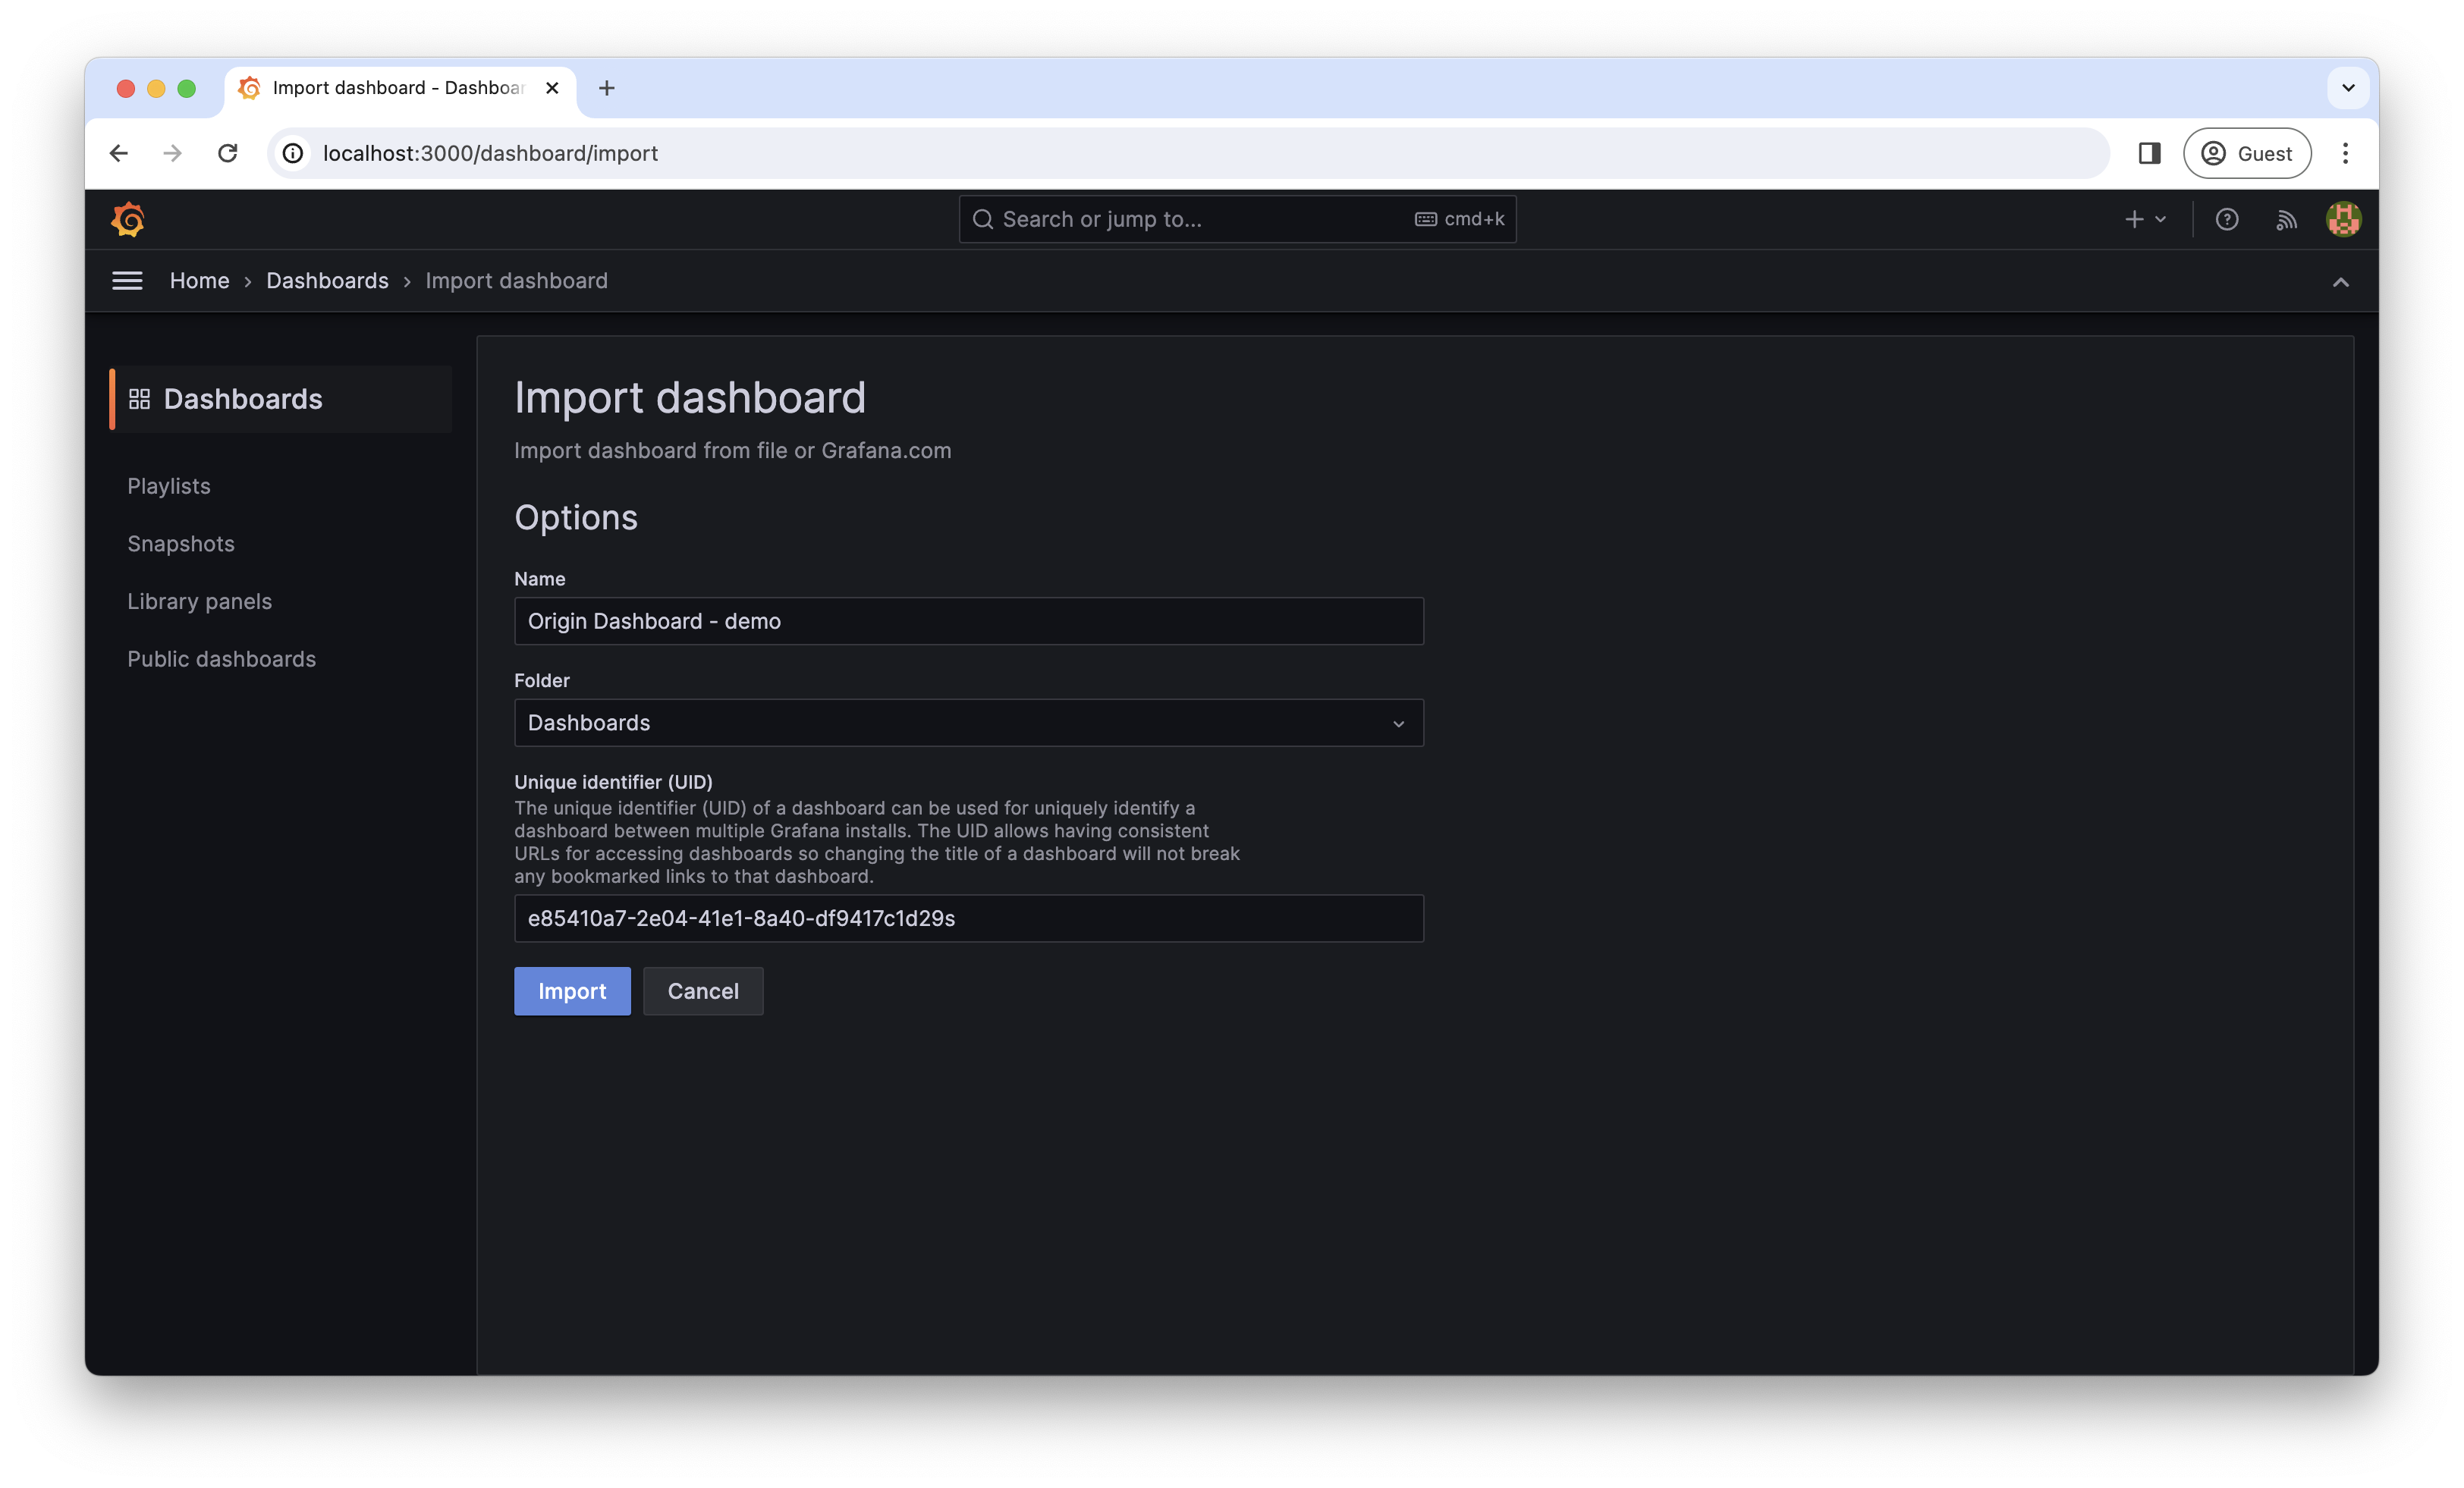 Import dashboard - Dashboar
localhost:3000/dashboard/import
Guest
Search or jump to...
cmd+k
Home › Dashboards › Import dashboard
Dashboards
Playlists
Snapshots
Library panels
Public dashboards
Import dashboard
Import dashboard from file or Grafana.com
Options
Name
Origin Dashboard - demo
Folder
Dashboards
Unique identifier (UID)
The unique identifier (UID) of a dashboard can be used for uniquely identify a
dashboard between multiple Grafana installs. The UID allows having consistent
URLs for accessing dashboards so changing the title of a dashboard will not break
any bookmarked links to that dashboard.
e85410a7-2e04-41e1-8a40-df9417c1d29s
Import
Cancel